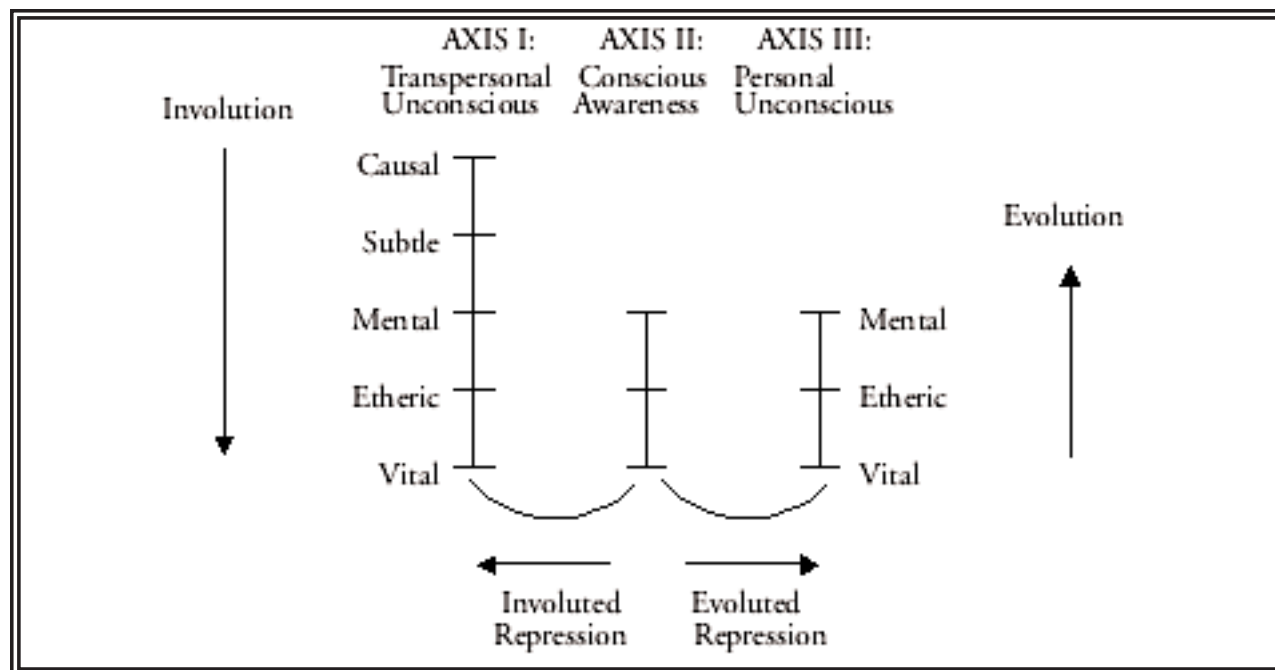 AXIS I: AXIS II: AXIS III:
Transpersonal Conscious Personal
Unconscious Awareness Unconscious
Involution
Causal
Evolution
Subtle
Mental Mental
Etheric Etheric
Vital Vital
Involuted Evoluted
Repression Repression